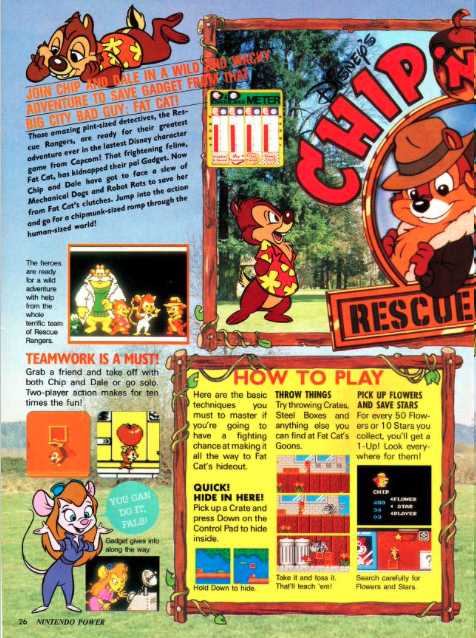 JOIN CHIP AND DALE IN A WILD AND WACKY
ADVENTURE TO SAVE GADGET FROM THAT
BIG CITY BAD GUY: FAT CAT!
Those amazing pint-sized detectives, the Res-
cue Rangers, are ready for their greatest
adventure ever in the lastest Disney character
game from Capcom! That frightening feline,
Fat Cat, has kidnapped their pal Gadget. Now
Chip and Dale have got to face a slew of
Mechanical Dogs and Robot Rats to save her
from Fat Cat's clutches. Jump into the action
and go for a chipmunk-sized romp through the
human-sized world!
METER
DISNEY'S
CHIP 'N
RESCUE
The heroes
are ready
for a wild
adventure
with help
from the
whole
terrific team
of Rescue
Rangers.
TEAMWORK IS A MUST!
Grab a friend and take off with
both Chip and Dale or go solo.
Two-player action makes for ten
times the fun!
YOU CAN
DO IT,
PALS!
Gadget gives info
along the way.
HOW TO PLAY
Here are the basic
techniques you
must to master if
you're going to
have a fighting
chance at making it
all the way to Fat
Cat's hideout.
QUICK!
HIDE IN HERE!
Pick up a Crate and
press Down on the
Control Pad to hide
inside.
Hold Down to hide.
THROW THINGS
Try throwing Crates,
Steel Boxes and
anything else you
can find at Fat Cat's
Goons.
Take it and toss it.
That'll teach 'em!
PICK UP FLOWERS
AND SAVE STARS
For every 50 Flow-
ers or 10 Stars you
collect, you'll get a
1-Up! Look every-
where for them!
CHIP
FLOWER
STAR
PLAYER
Search carefully for
Flowers and Stars.
26 NINTENDO POWER